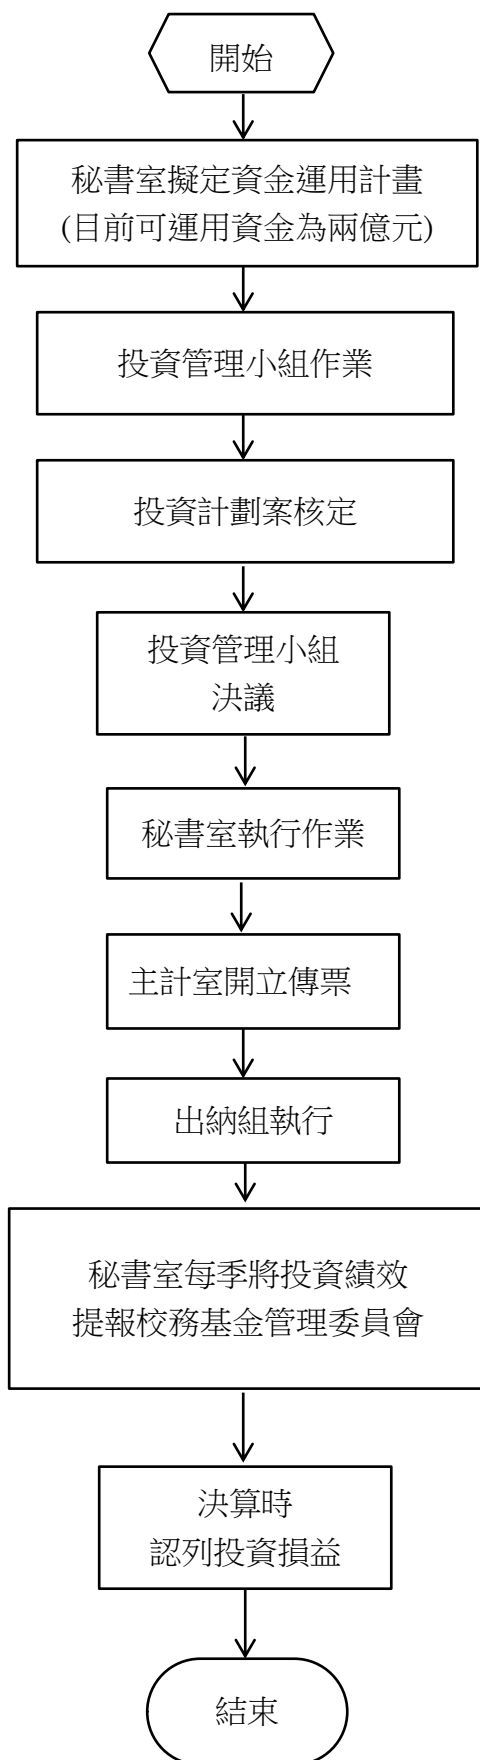 開始
秘書室擬定資金運用計畫
(目前可運用資金為兩億元)
投資管理小組作業
投資計劃案核定
投資管理小組
決議
秘書室執行作業
主計室開立傳票
出納組執行
秘書室每季將投資績效
提報校務基金管理委員會
決算時
認列投資損益
結束